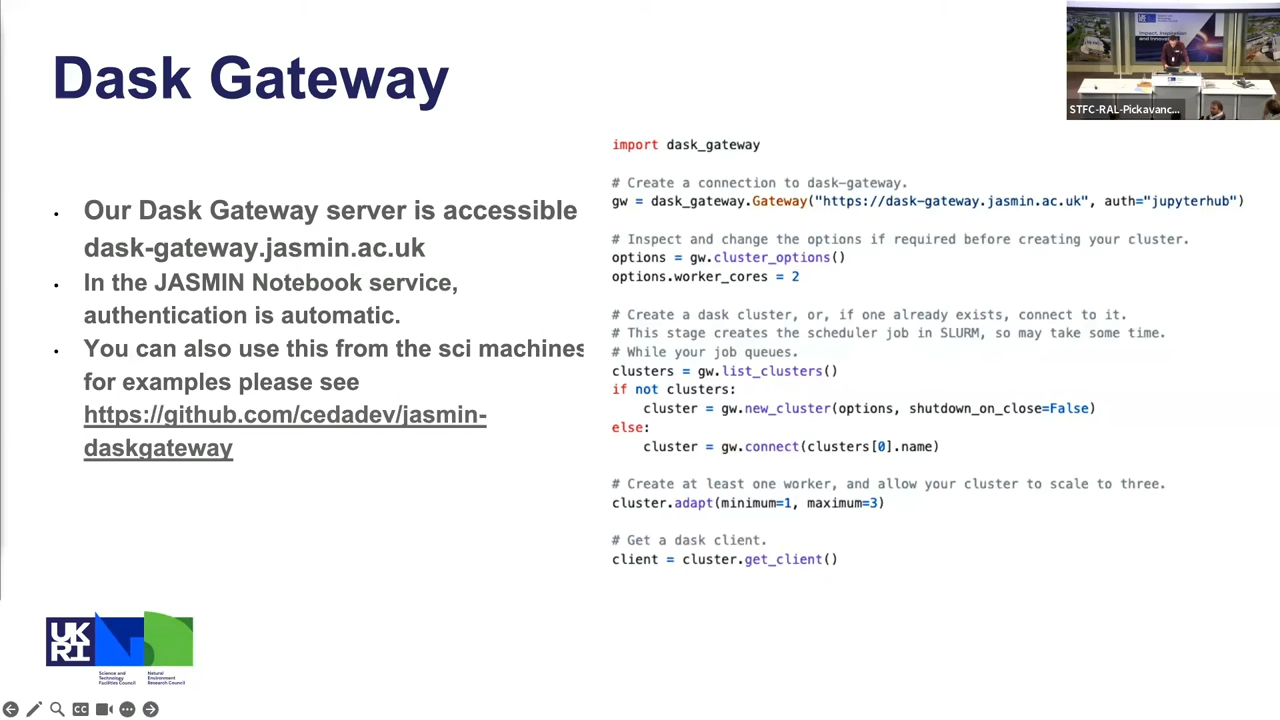 Dask Gateway
Impact, Inspiration
and Innovation
STFC-RAL-Pickavanc...
• Our Dask Gateway server is accessible
dask-gateway.jasmin.ac.uk
• In the JASMIN Notebook service,
authentication is automatic.
• You can also use this from the sci machines
for examples please see
https://github.com/cedadev/jasmin-
daskgateway
import dask_gateway
# Create a connection to dask-gateway.
gw = dask_gateway.Gateway("https://dask-gateway.jasmin.ac.uk", auth="jupyterhub")
# Inspect and change the options if required before creating your cluster.
options = gw.cluster_options()
options.worker_cores = 2
# Create a dask cluster, or, if one already exists, connect to it.
# This stage creates the scheduler job in SLURM, so may take some time.
# While your job queues.
clusters = gw.list_clusters()
if not clusters:
    cluster = gw.new_cluster(options, shutdown_on_close=False)
else:
    cluster = gw.connect(clusters[0].name)
# Create at least one worker, and allow your cluster to scale to three.
cluster.adapt(minimum=1, maximum=3)
# Get a dask client.
client = cluster.get_client()
UK
RI
Science and
Technology
Facilities Council
Natural
Environment
Research Council
CC